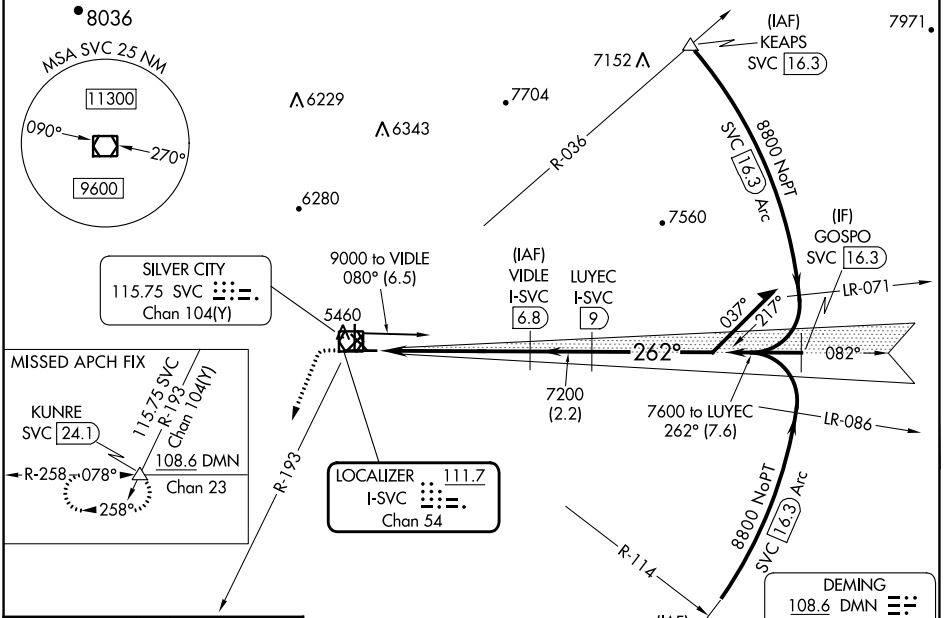 8036
MSA SVC 25 NM
11300
090°
270°
9600
6229
6343
7152
7704
R-036
(IAF)
KEAPS
SVC 16.3
7971
8800 NoPT
SVC 16.3 Arc
6280
7560
(IF)
GOSPO
SVC 16.3
SILVER CITY
115.75 SVC
Chan 104(Y)
9000 to VIDLE
080° (6.5)
(IAF)
VIDLE
I-SVC
6.8
LUYEC
I-SVC
9
037°
217°
LR-071
5460
262°
082°
7200
(2.2)
7600 to LUYEC
262° (7.6)
LR-086
MISSED APCH FIX
KUNRE
SVC 24.1
115.75 SVC
R-193
Chan 104(Y)
108.6 DMN
Chan 23
R-258
078°
258°
R-193
LOCALIZER 111.7
I-SVC
Chan 54
8800 NoPT
SVC 16.3 Arc
R-114
(IAF)
DEMING
108.6 DMN